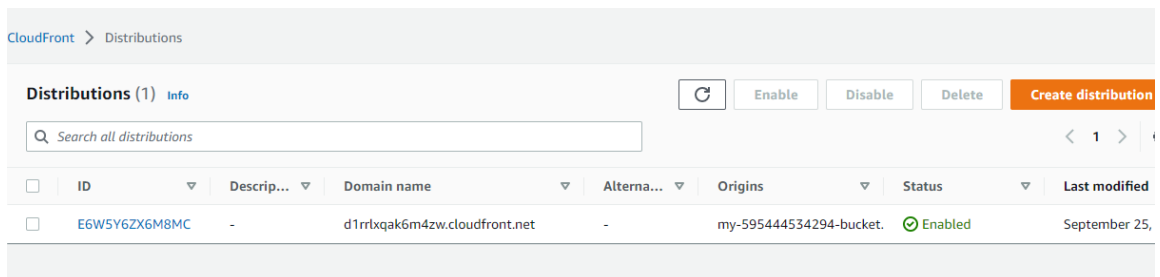 CloudFront > Distributions
Distributions (1) Info
Enable
Disable
Delete
Create distribution
Search all distributions
1
ID Descrip... Domain name Alterna... Origins Status Last modified
E6W5Y6ZX6M8MC - d1rrlxqak6m4zw.cloudfront.net - my-595444534294-bucket. Enabled September 25,